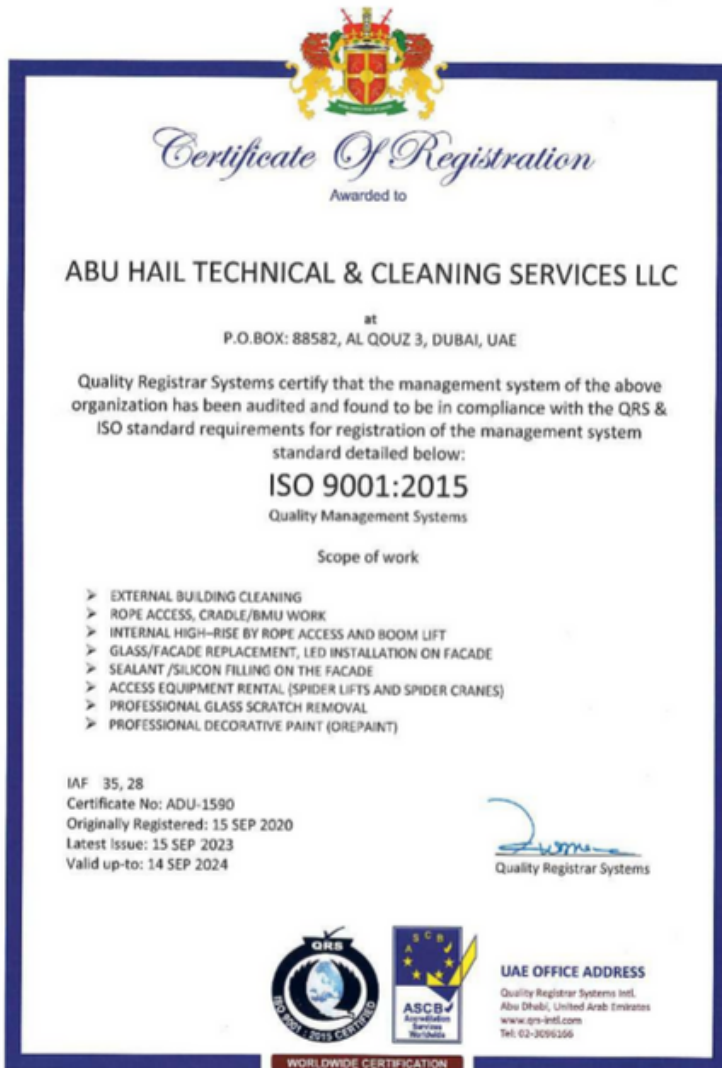 Certificate Of Registration
Awarded to
ABU HAIL TECHNICAL & CLEANING SERVICES LLC
at
P.O.BOX: 88582, AL QOUZ 3, DUBAI, UAE
Quality Registrar Systems certify that the management system of the above
organization has been audited and found to be in compliance with the QRS &
ISO standard requirements for registration of the management system
standard detailed below:
ISO 9001:2015
Quality Management Systems
Scope of work
➢ EXTERNAL BUILDING CLEANING
➢ ROPE ACCESS, CRADLE/BMU WORK
➢ INTERNAL HIGH–RISE BY ROPE ACCESS AND BOOM LIFT
➢ GLASS/FACADE REPLACEMENT, LED INSTALLATION ON FACADE
➢ SEALANT /SILICON FILLING ON THE FACADE
➢ ACCESS EQUIPMENT RENTAL (SPIDER LIFTS AND SPIDER CRANES)
➢ PROFESSIONAL GLASS SCRATCH REMOVAL
➢ PROFESSIONAL DECORATIVE PAINT (OREPAINT)
IAF 35, 28
Certificate No: ADU-1590
Originally Registered: 15 SEP 2020
Latest Issue: 15 SEP 2023
Valid up-to: 14 SEP 2024
Quality Registrar Systems
QRS
ISO 9001 : 2015 CERTIFIED
ASCB
ASCB
Accreditation
Services
Worldwide
UAE OFFICE ADDRESS
Quality Registrar Systems Intl.
Abu Dhabi, United Arab Emirates
www.qrs-intl.com
Tel: 02-3096166
WORLDWIDE CERTIFICATION